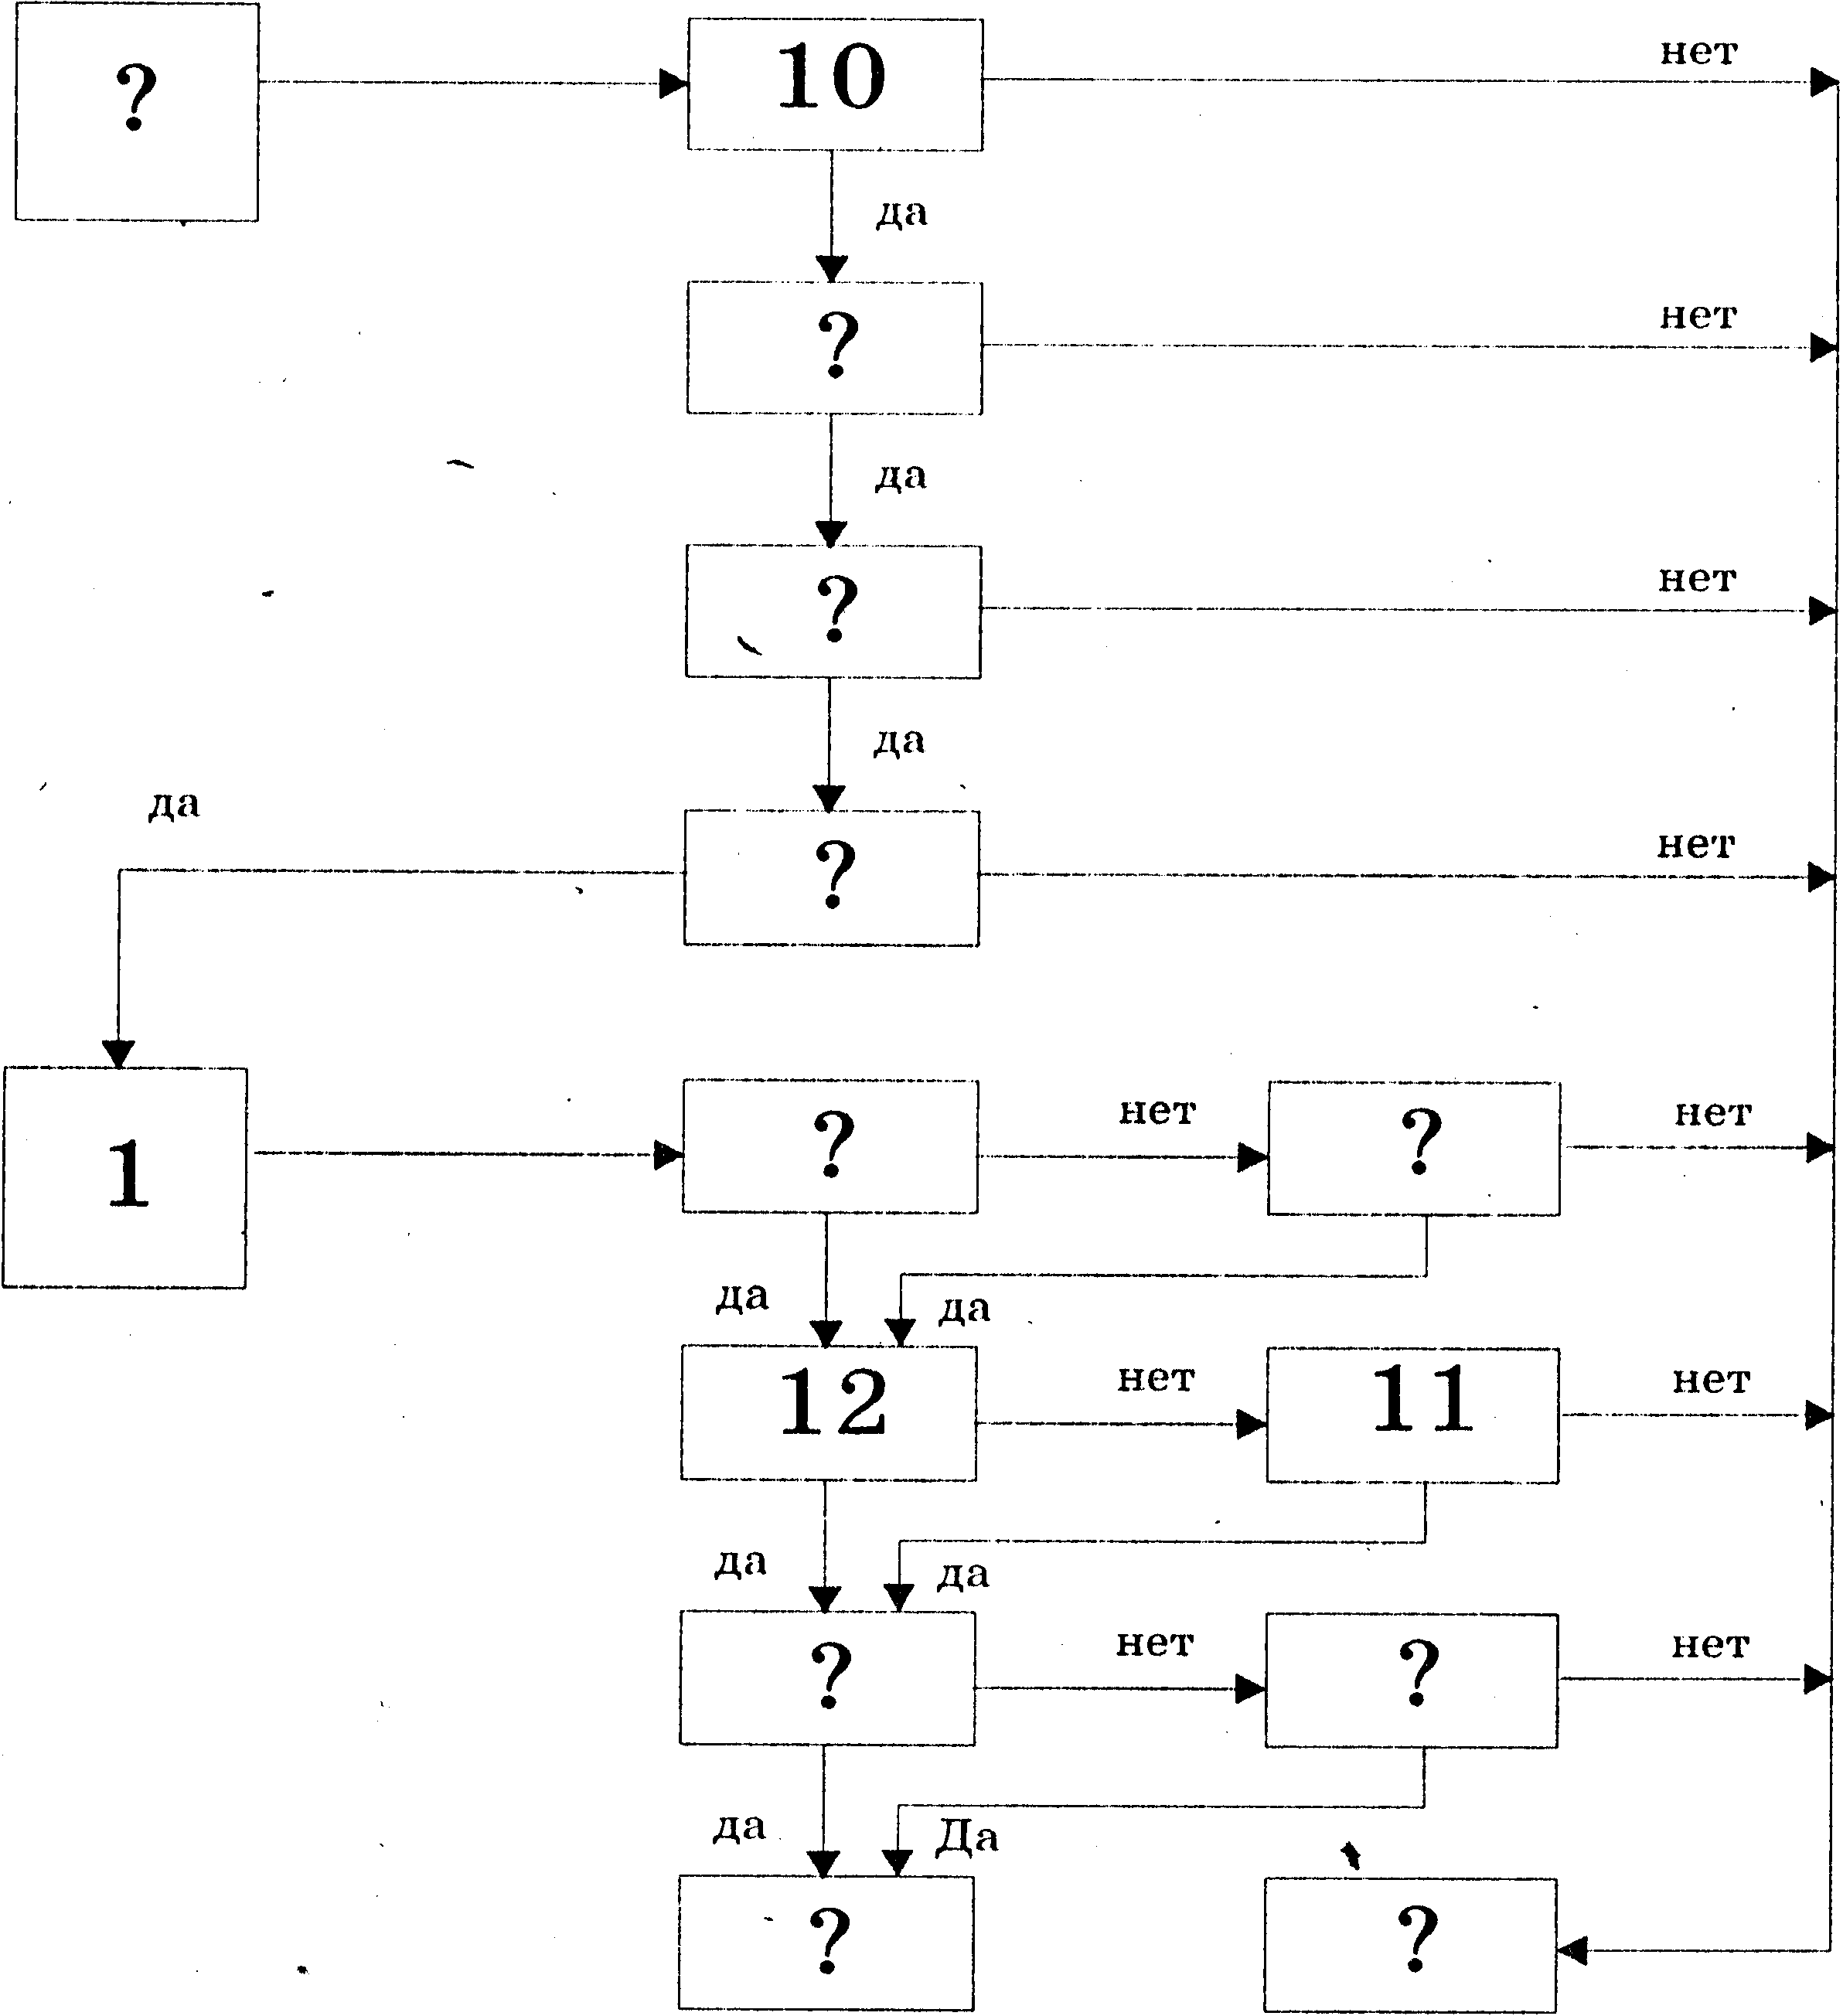 ? 10 нет
да
? нет
да
? нет
да
да
? нет
1 ? нет ? нет
да да
12 нет 11 нет
да да
? нет ? нет
да Да
? ?